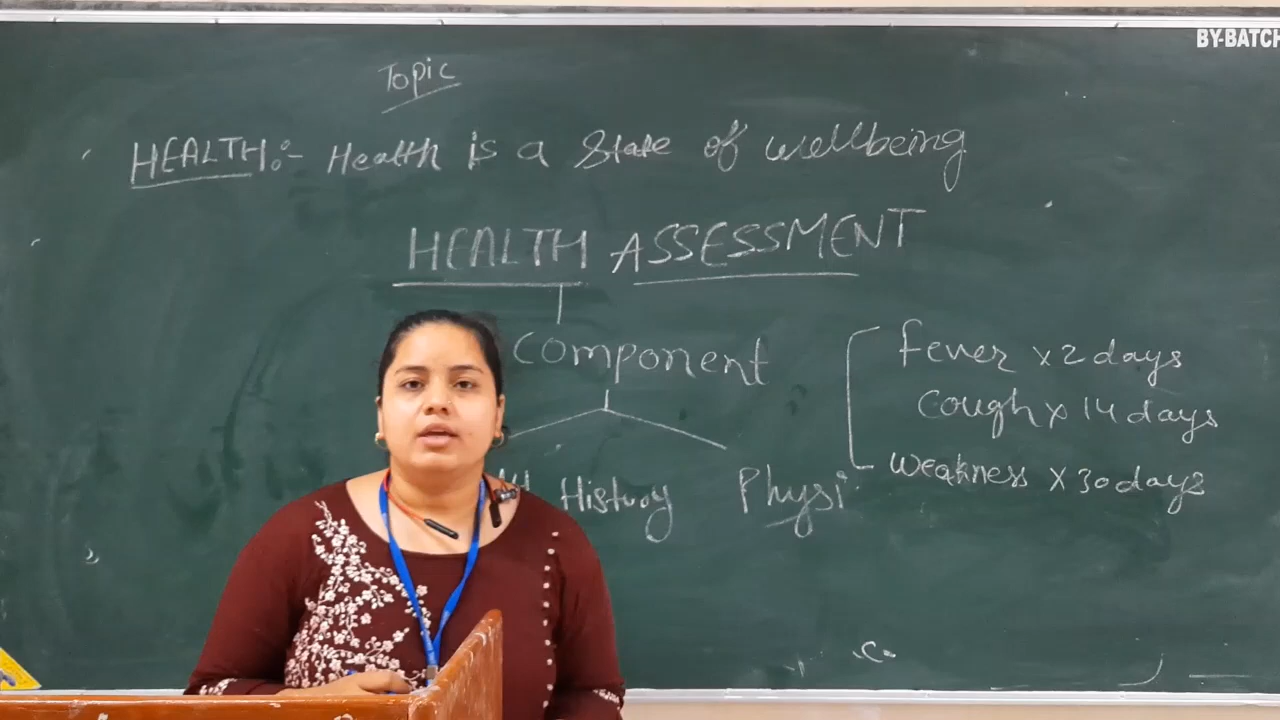 BY-BATCH
Topic
HEALTH:- Health is a State of wellbeing
HEALTH ASSESSMENT
Component
fever x 2 days
cough x 14 days
weakness x 30 days
History Physi